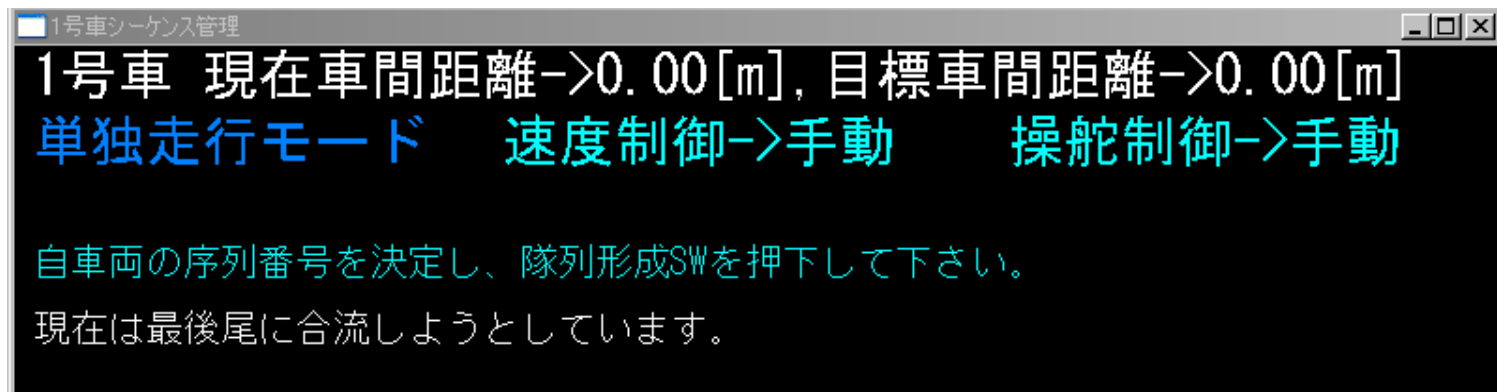 1号車シーケンス管理
1号車 現在車間距離->0.00[m],目標車間距離->0.00[m]
単独走行モード 速度制御->手動 操舵制御->手動
自車両の序列番号を決定し、隊列形成SWを押下して下さい。
現在は最後尾に合流しようとしています。